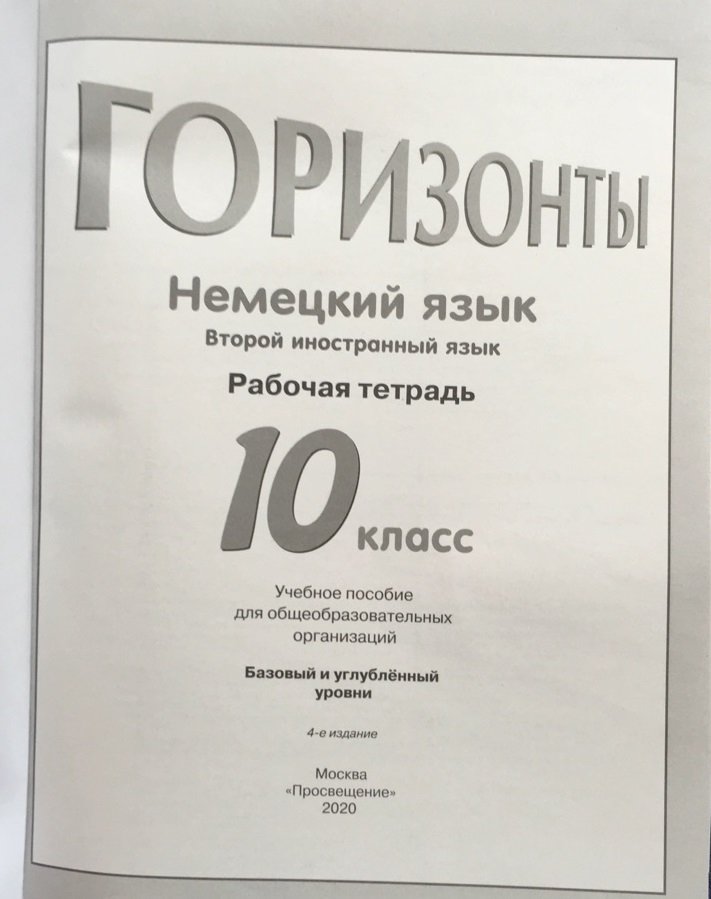 ГОРИЗОНТЫ
Немецкий язык
Второй иностранный язык
Рабочая тетрадь
10 класс
Учебное пособие
для общеобразовательных
организаций
Базовый и углублённый
уровни
4-е издание
Москва
«Просвещение»
2020